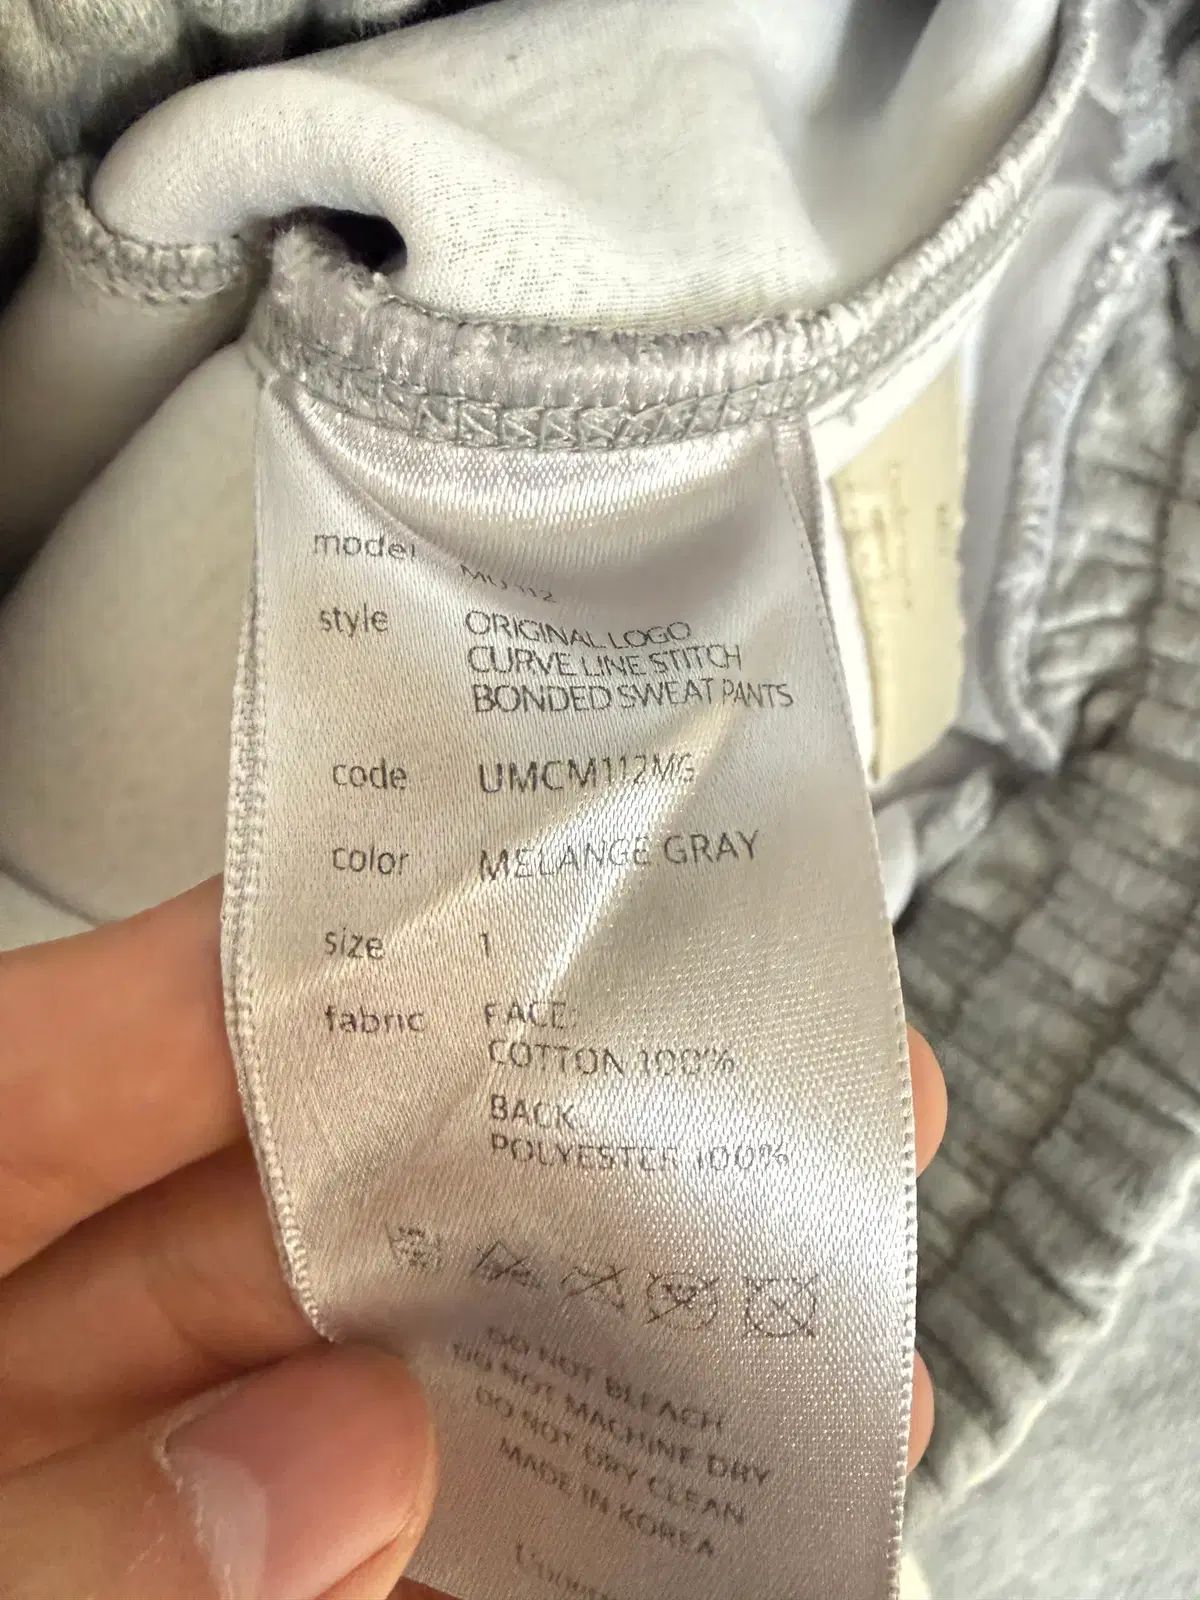 model
style ORIGINAL LOGO
CURVE LINE STITCH
BONDED SWEAT PANTS
code UMCM112MG
color MELANGE GRAY
size 1
fabric FACE:
COTTON 100%
BACK:
POLYESTER 100%
DO NOT BLEACH
DO NOT MACHINE DRY
DO NOT DRY CLEAN
MADE IN KOREA